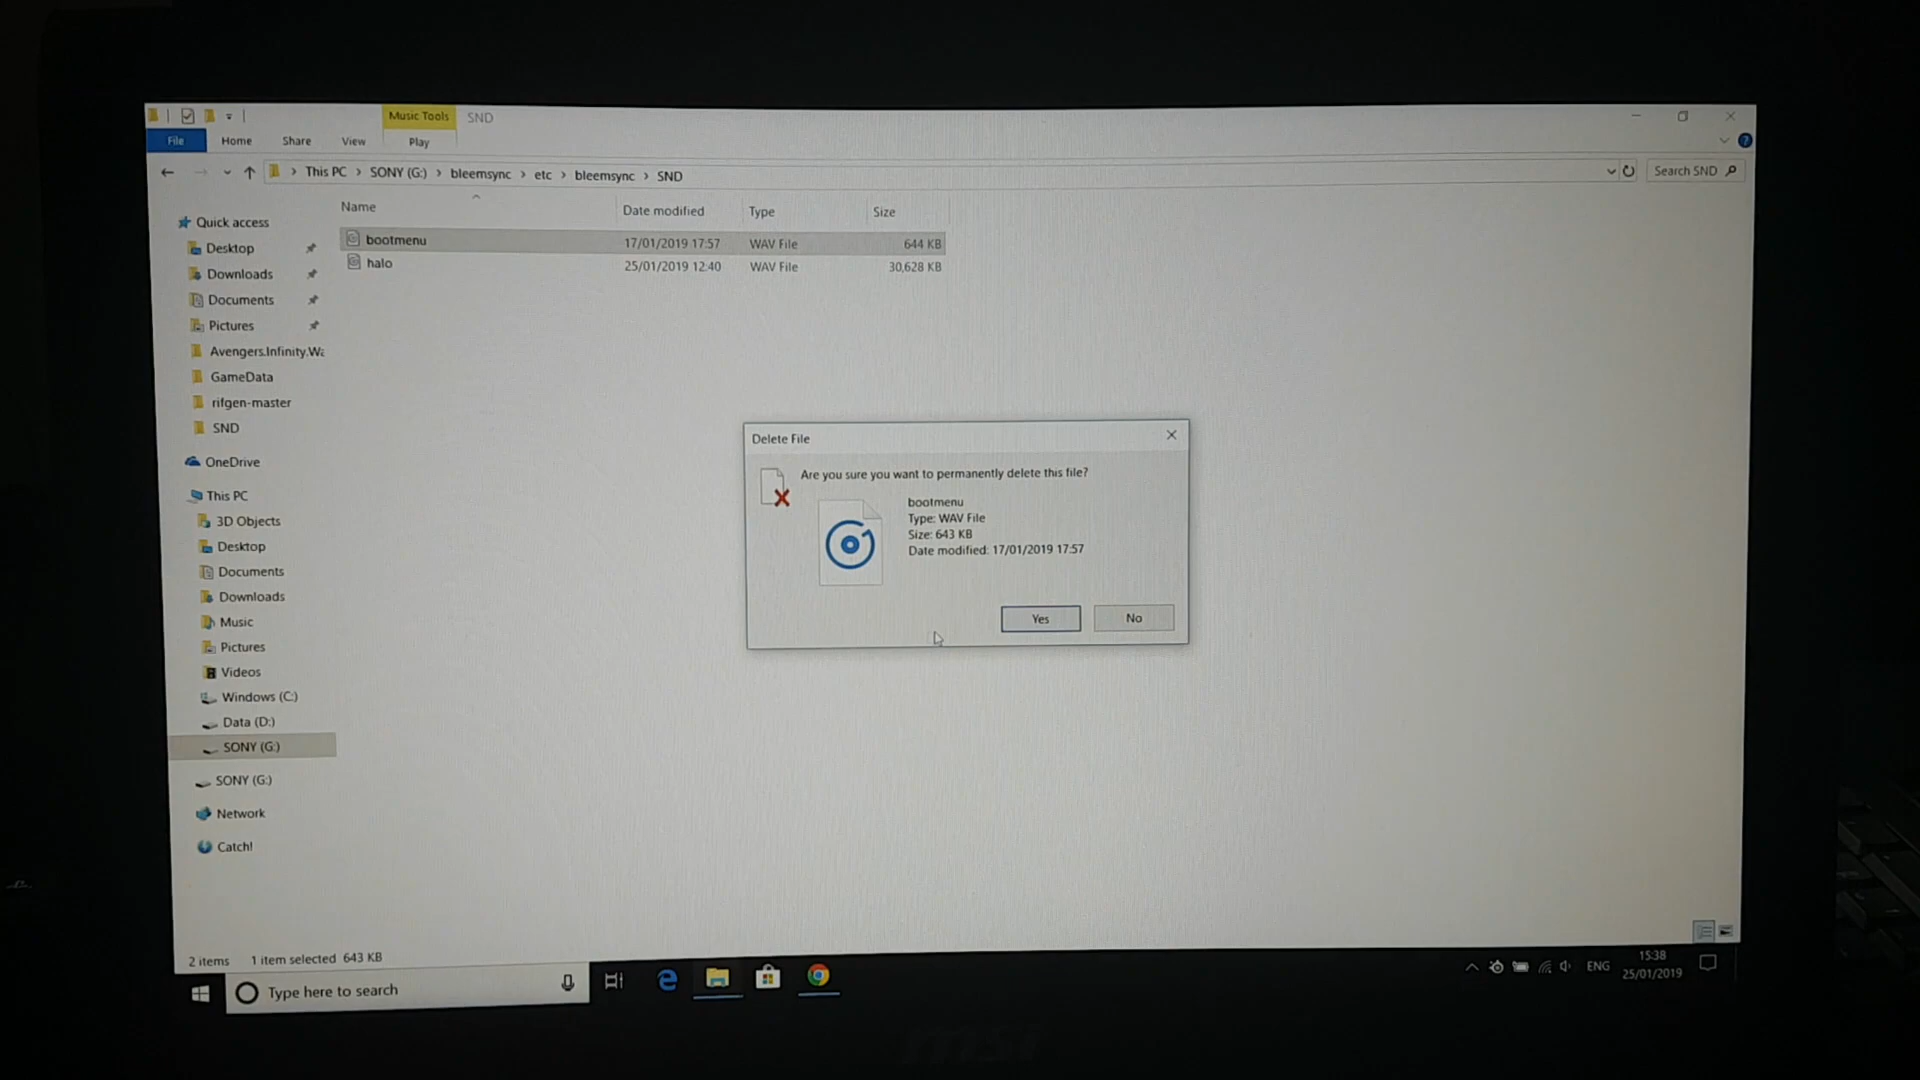 Music Tools SND
File Home Share View Play
This PC > SONY (G:) > bleemsync > etc > bleemsync > SND
Search SND
Name Date modified Type Size
bootmenu 17/01/2019 17:57 WAV File 644 KB
halo 25/01/2019 12:40 WAV File 30,628 KB
Quick access
Desktop
Downloads
Documents
Pictures
Avengers.Infinity.Wa
GameData
rifgen-master
SND
OneDrive
This PC
3D Objects
Desktop
Documents
Downloads
Music
Pictures
Videos
Windows (C:)
Data (D:)
SONY (G:)
SONY (G:)
Network
Catch!
Delete File
Are you sure you want to permanently delete this file?
bootmenu
Type: WAV File
Size: 643 KB
Date modified: 17/01/2019 17:57
Yes No
2 items 1 item selected 643 KB
Type here to search
ENG
15:38
25/01/2019
msi